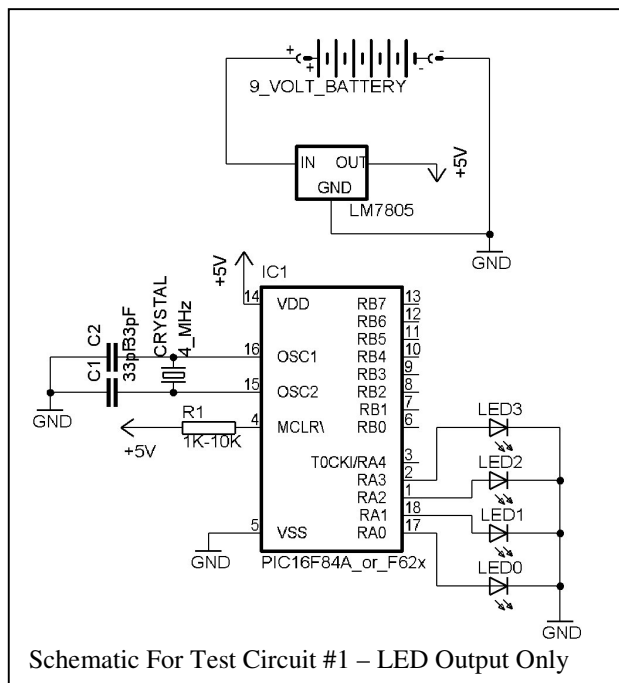 + -
+ -
9_VOLT_BATTERY
IN OUT
GND
LM7805
+5V
GND
+5V
IC1
14 VDD RB7 13
RB6 12
RB5 11
16 OSC1 RB4 10
RB3 9
15 OSC2 RB2 8
RB1 7
4 MCLR\ RB0 6
T0CKI/RA4 3
RA3 2
RA2 1
RA1 18
5 VSS RA0 17
PIC16F84A_or_F62x
C2
33pF
C1
33pF
CRYSTAL
4_MHz
GND
R1
1K-10K
+5V
GND
LED3
LED2
LED1
LED0
GND
Schematic For Test Circuit #1 – LED Output Only